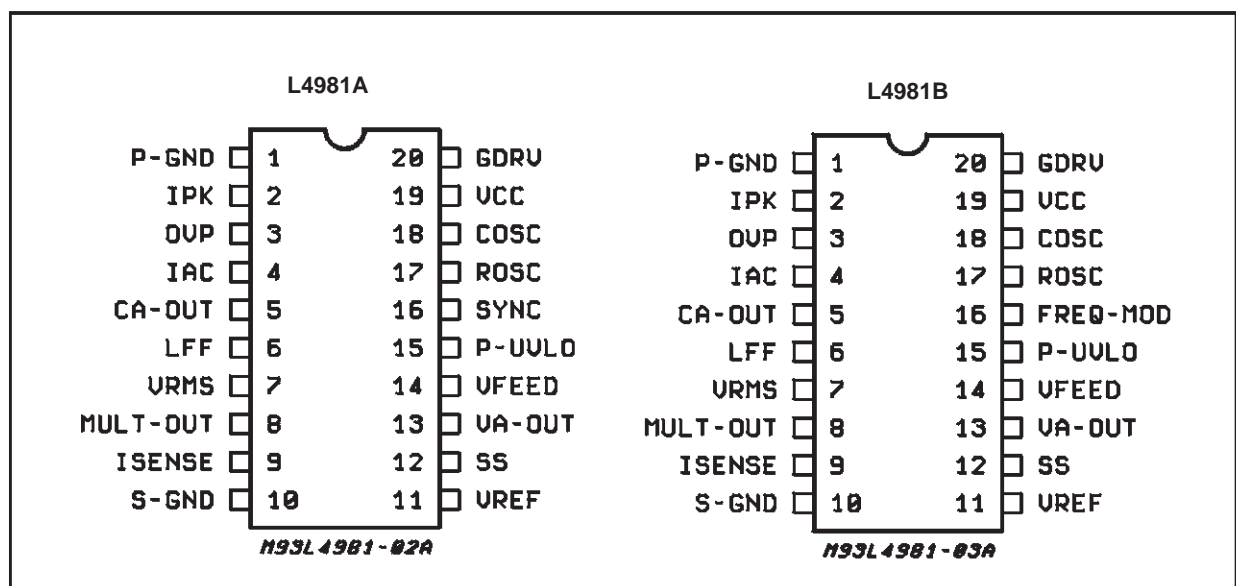 L4981A
P-GND 1 20 GDRV
IPK 2 19 VCC
OVP 3 18 COSC
IAC 4 17 ROSC
CA-OUT 5 16 SYNC
LFF 6 15 P-UVLO
VRMS 7 14 VFEED
MULT-OUT 8 13 VA-OUT
ISENSE 9 12 SS
S-GND 10 11 VREF
M93L4981-02A
L4981B
P-GND 1 20 GDRV
IPK 2 19 VCC
OVP 3 18 COSC
IAC 4 17 ROSC
CA-OUT 5 16 FREQ-MOD
LFF 6 15 P-UVLO
VRMS 7 14 VFEED
MULT-OUT 8 13 VA-OUT
ISENSE 9 12 SS
S-GND 10 11 VREF
M93L4981-03A